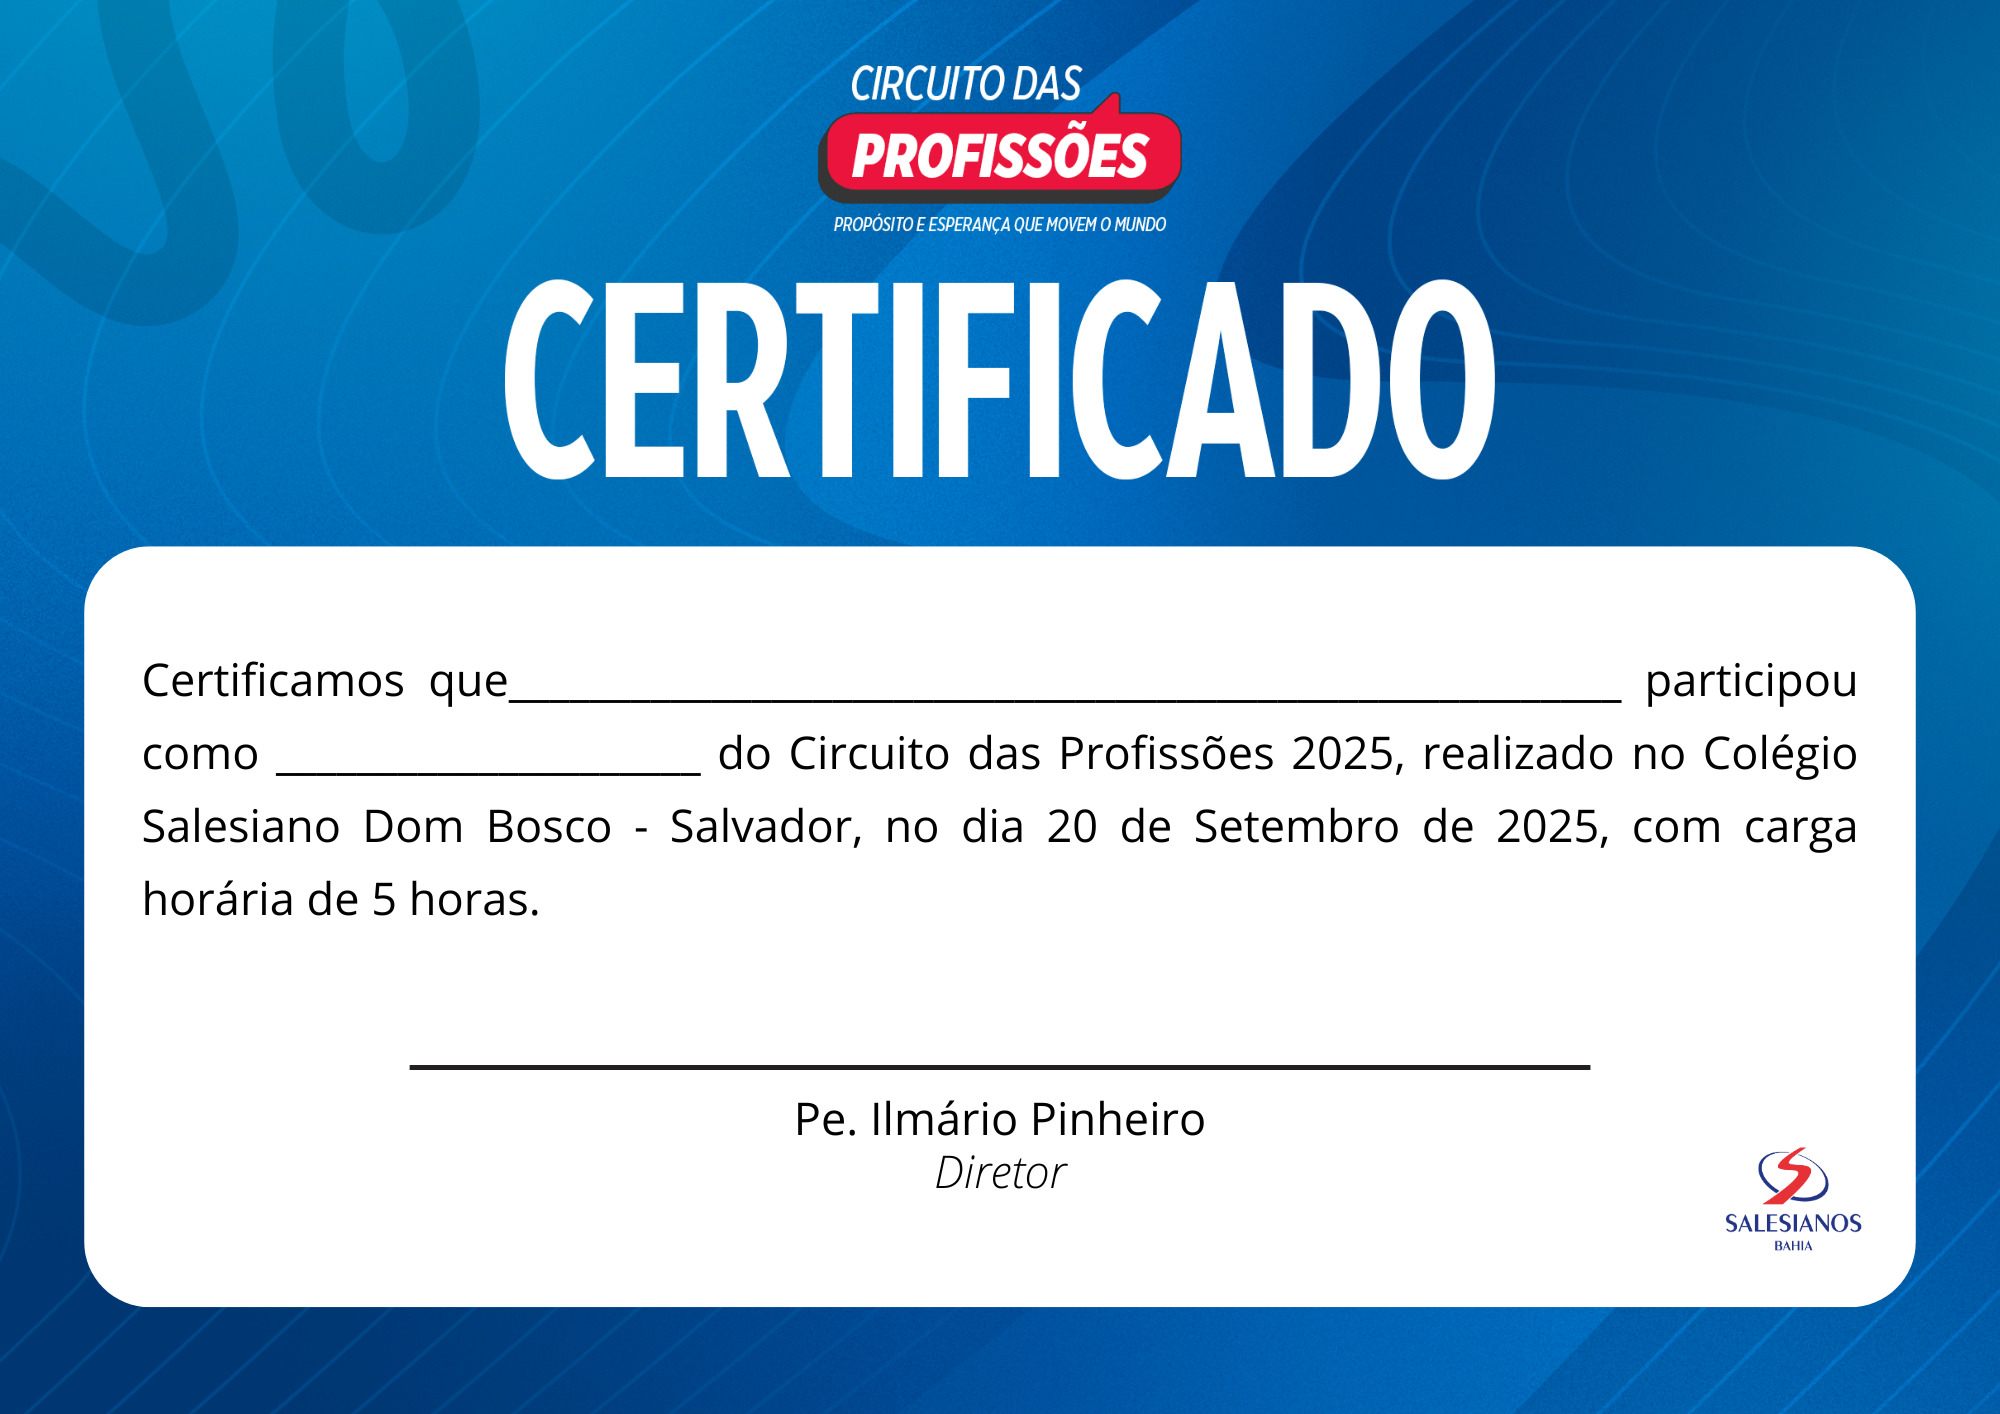 CIRCUITO DAS
PROFISSÕES
PROPÓSITO E ESPERANÇA QUE MOVEM O MUNDO
CERTIFICADO
Certificamos que_______________________________________________________ participou
como _____________________ do Circuito das Profissões 2025, realizado no Colégio
Salesiano Dom Bosco - Salvador, no dia 20 de Setembro de 2025, com carga
horária de 5 horas.
Pe. Ilmário Pinheiro
Diretor
SALESIANOS
BAHIA